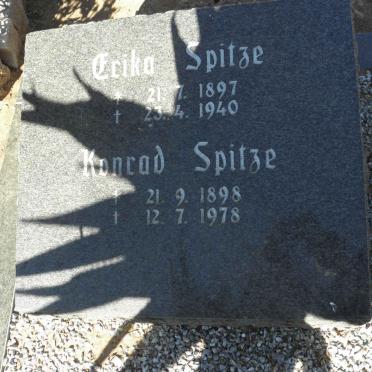 Erika Spitze
* 21. 7. 1897
† 23. 4. 1940
Konrad Spitze
* 21. 9. 1898
† 12. 7. 1978